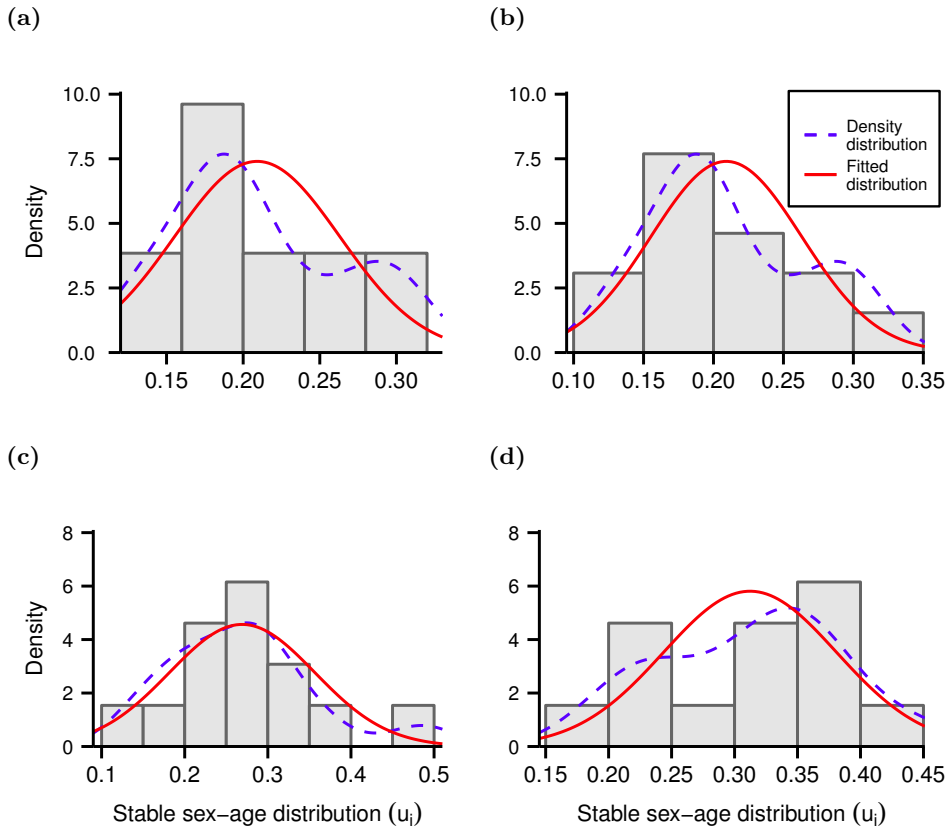 (a)
(b)
10.0
7.5
5.0
2.5
0.0
Density
0.15 0.20 0.25 0.30
10.0
7.5
5.0
2.5
0.0
0.10 0.15 0.20 0.25 0.30 0.35
Density
distribution
Fitted
distribution
(c)
(d)
8
6
4
2
0
Density
0.1 0.2 0.3 0.4 0.5
Stable sex−age distribution (ui)
8
6
4
2
0
0.15 0.20 0.25 0.30 0.35 0.40 0.45
Stable sex−age distribution (ui)